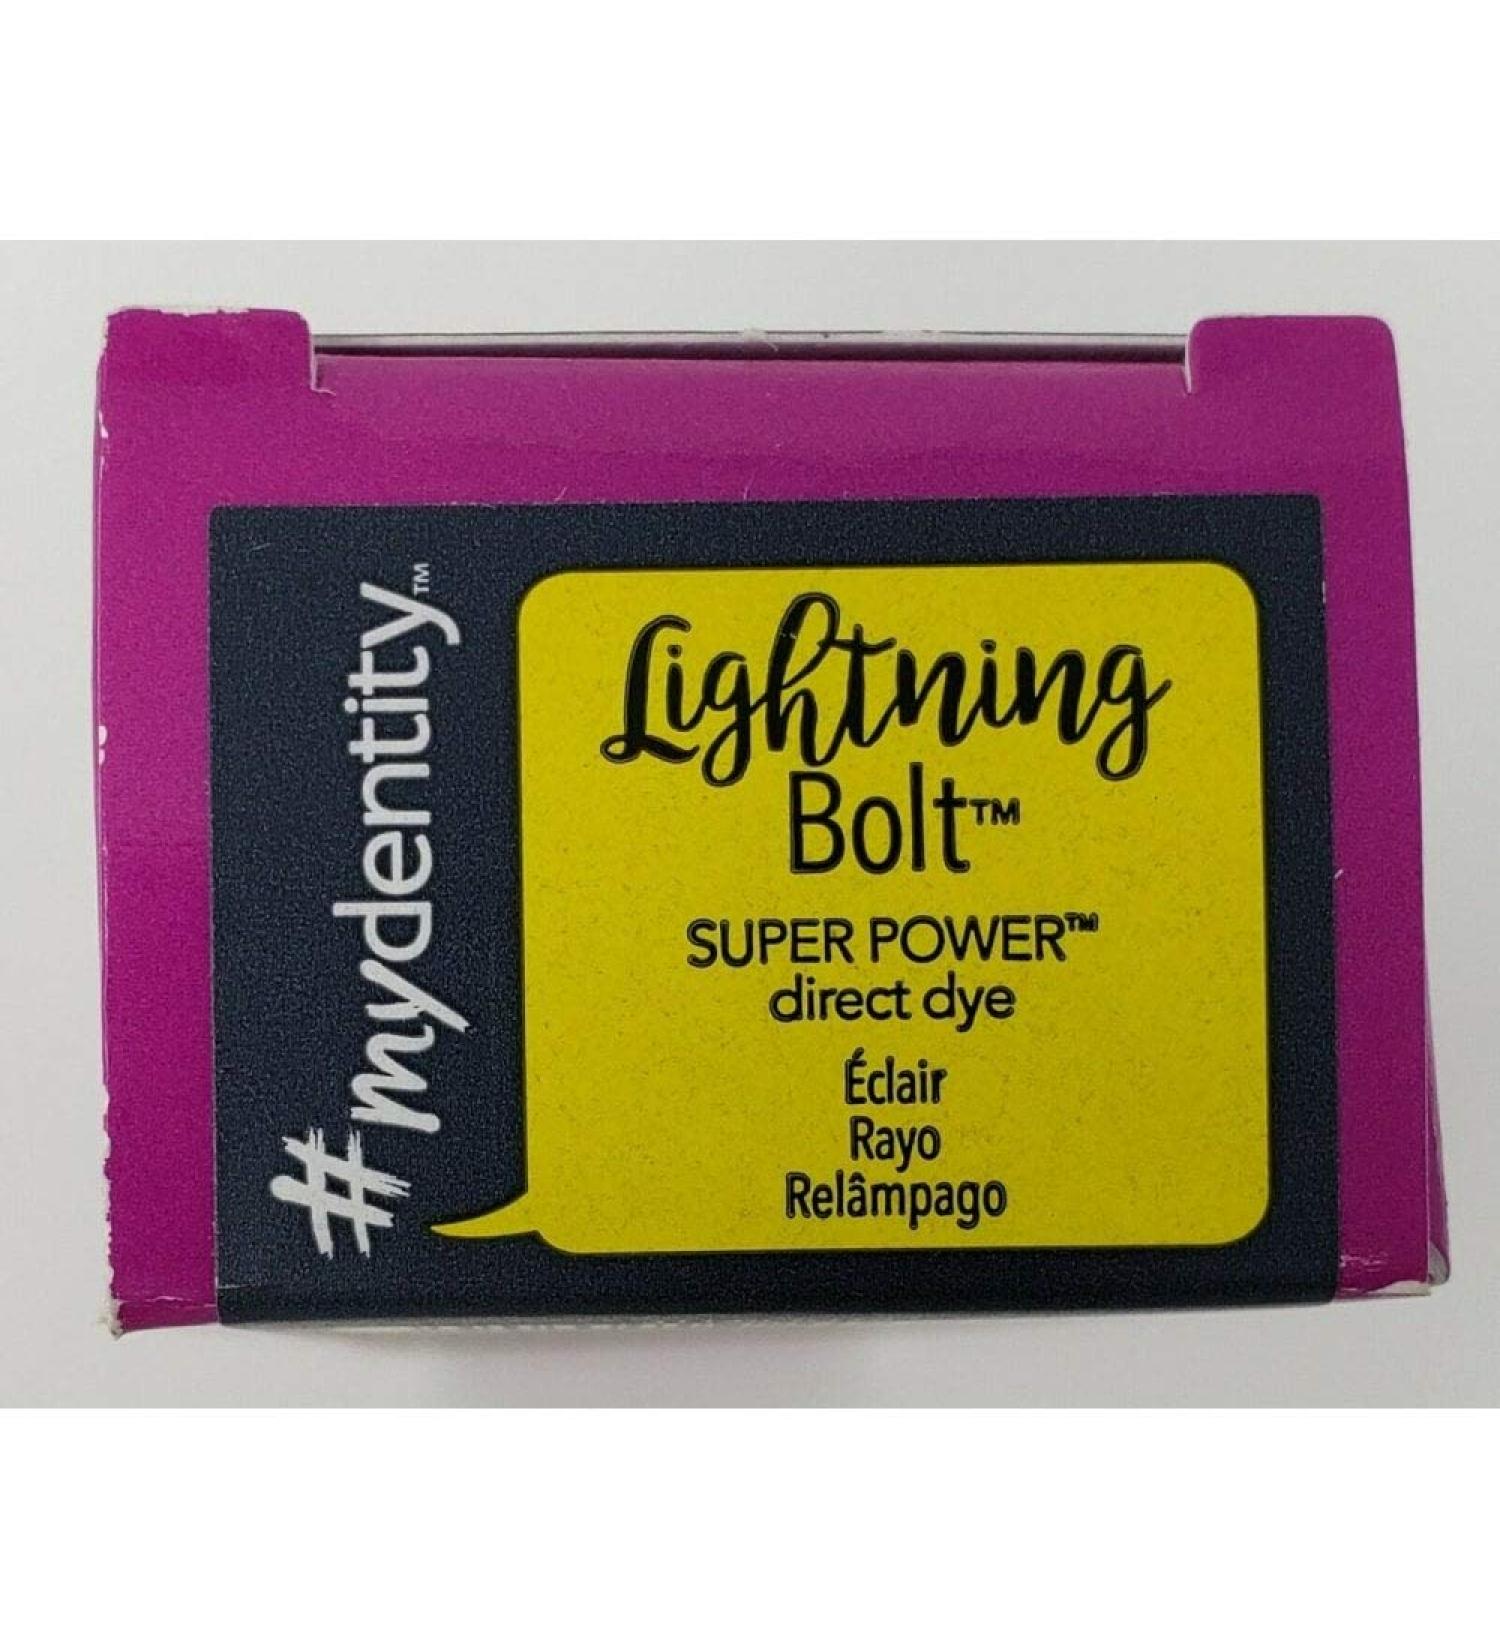 #mydentity™
Lightning
Bolt™
SUPER POWER™
direct dye
Éclair
Rayo
Relâmpago